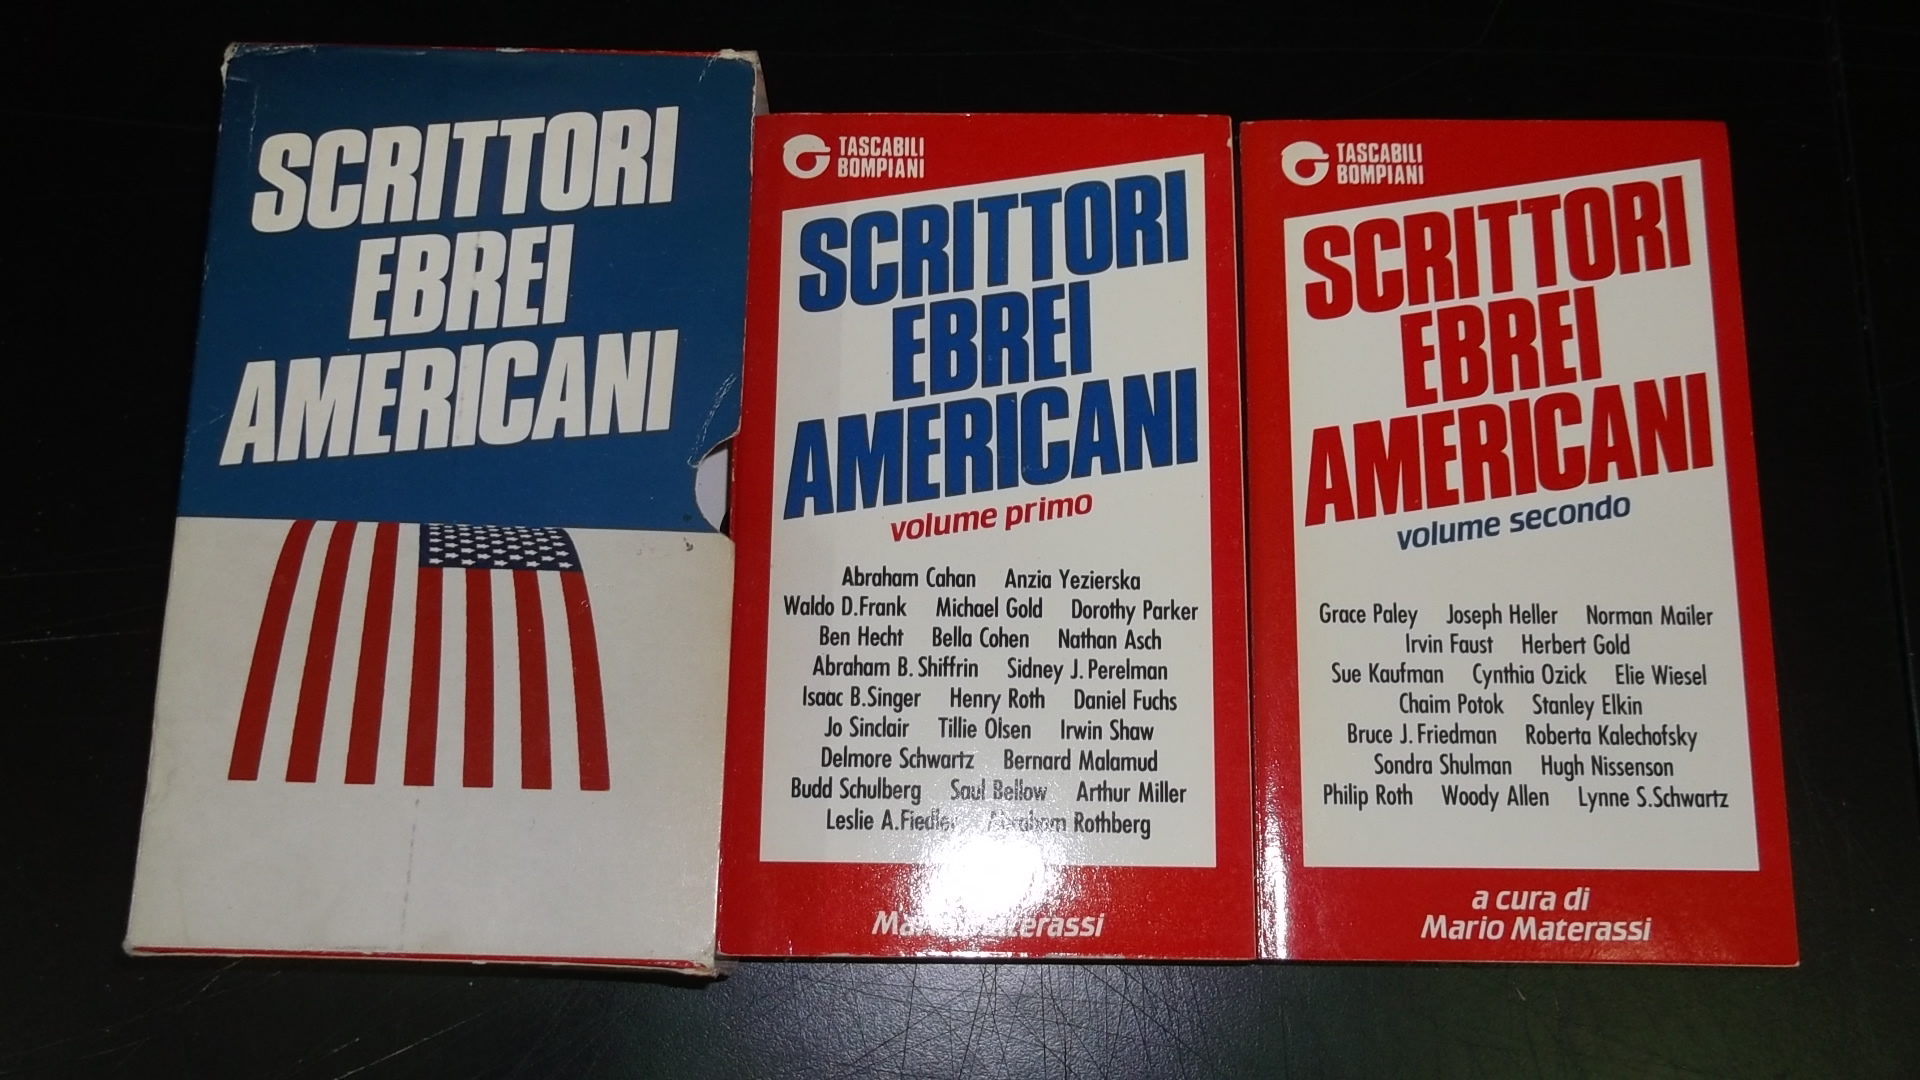 SCRITTORI
EBREI
AMERICANI
TASCABILI
BOMPIANI
SCRITTORI
EBREI
AMERICANI
volume primo
Abraham Cahan Anzia Yezierska
Waldo D.Frank Michael Gold Dorothy Parker
Ben Hecht Bella Cohen Nathan Asch
Abraham B. Shiffrin Sidney J. Perelman
Isaac B.Singer Henry Roth Daniel Fuchs
Jo Sinclair Tillie Olsen Irwin Shaw
Delmore Schwartz Bernard Malamud
Budd Schulberg Saul Bellow Arthur Miller
Leslie A.Fiedler Abraham Rothberg
Mario Materassi
TASCABILI
BOMPIANI
SCRITTORI
EBREI
AMERICANI
volume secondo
Grace Paley Joseph Heller Norman Mailer
Irvin Faust Herbert Gold
Sue Kaufman Cynthia Ozick Elie Wiesel
Chaim Potok Stanley Elkin
Bruce J. Friedman Roberta Kalechofsky
Sondra Shulman Hugh Nissenson
Philip Roth Woody Allen Lynne S.Schwartz
a cura di
Mario Materassi